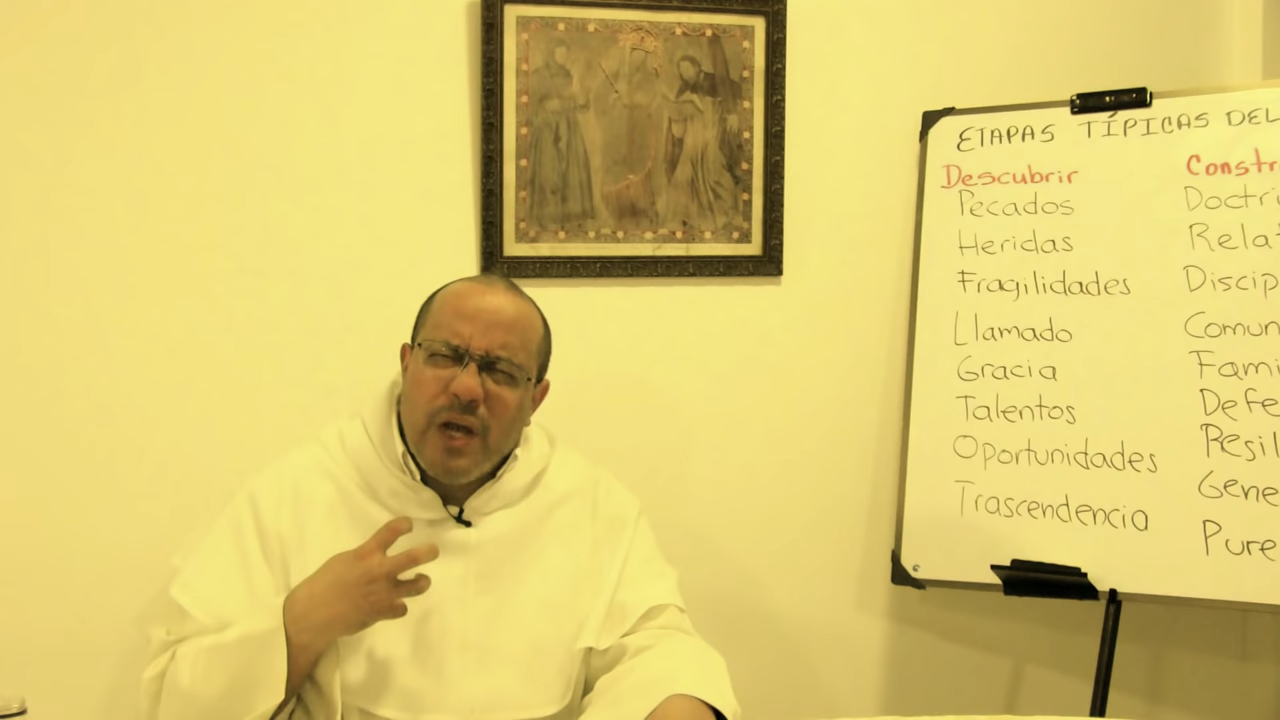 ETAPAS TÍPICAS DEL
Descubrir
Pecados
Heridas
Fragilidades
Llamado
Gracia
Talentos
Oportunidades
Trascendencia
Constr
Doctri
Relat
Discip
Comun
Fami
Defe
Resil
Gene
Pure